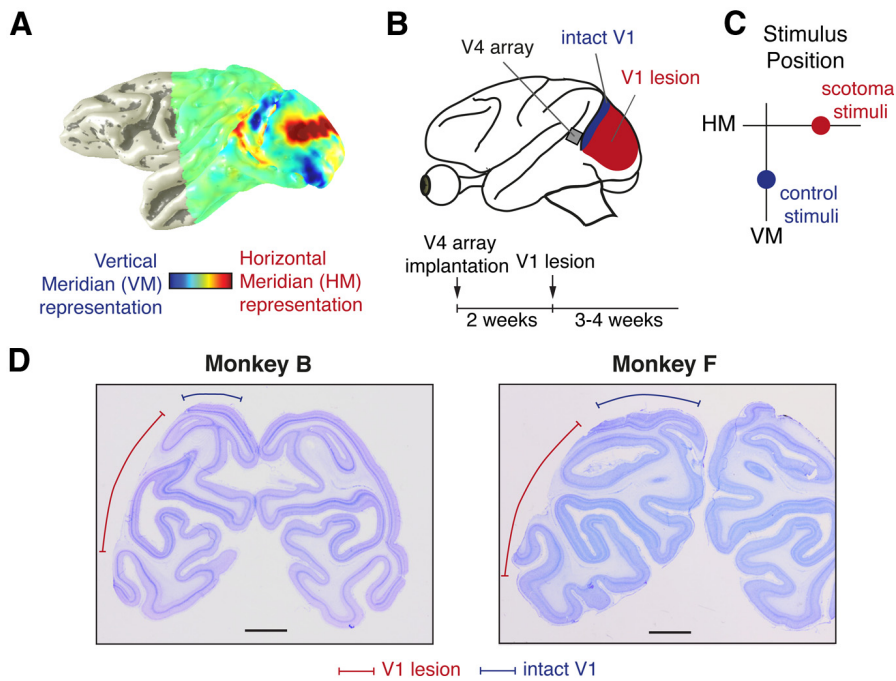 A
Vertical
Meridian (VM)
representation
Horizontal
Meridian (HM)
representation
B
V4 array
intact V1
V1 lesion
V4 array
implantation
V1 lesion
2 weeks
3-4 weeks
C
Stimulus
Position
HM
scotoma
stimuli
control
stimuli
VM
D
Monkey B
Monkey F
V1 lesion
intact V1